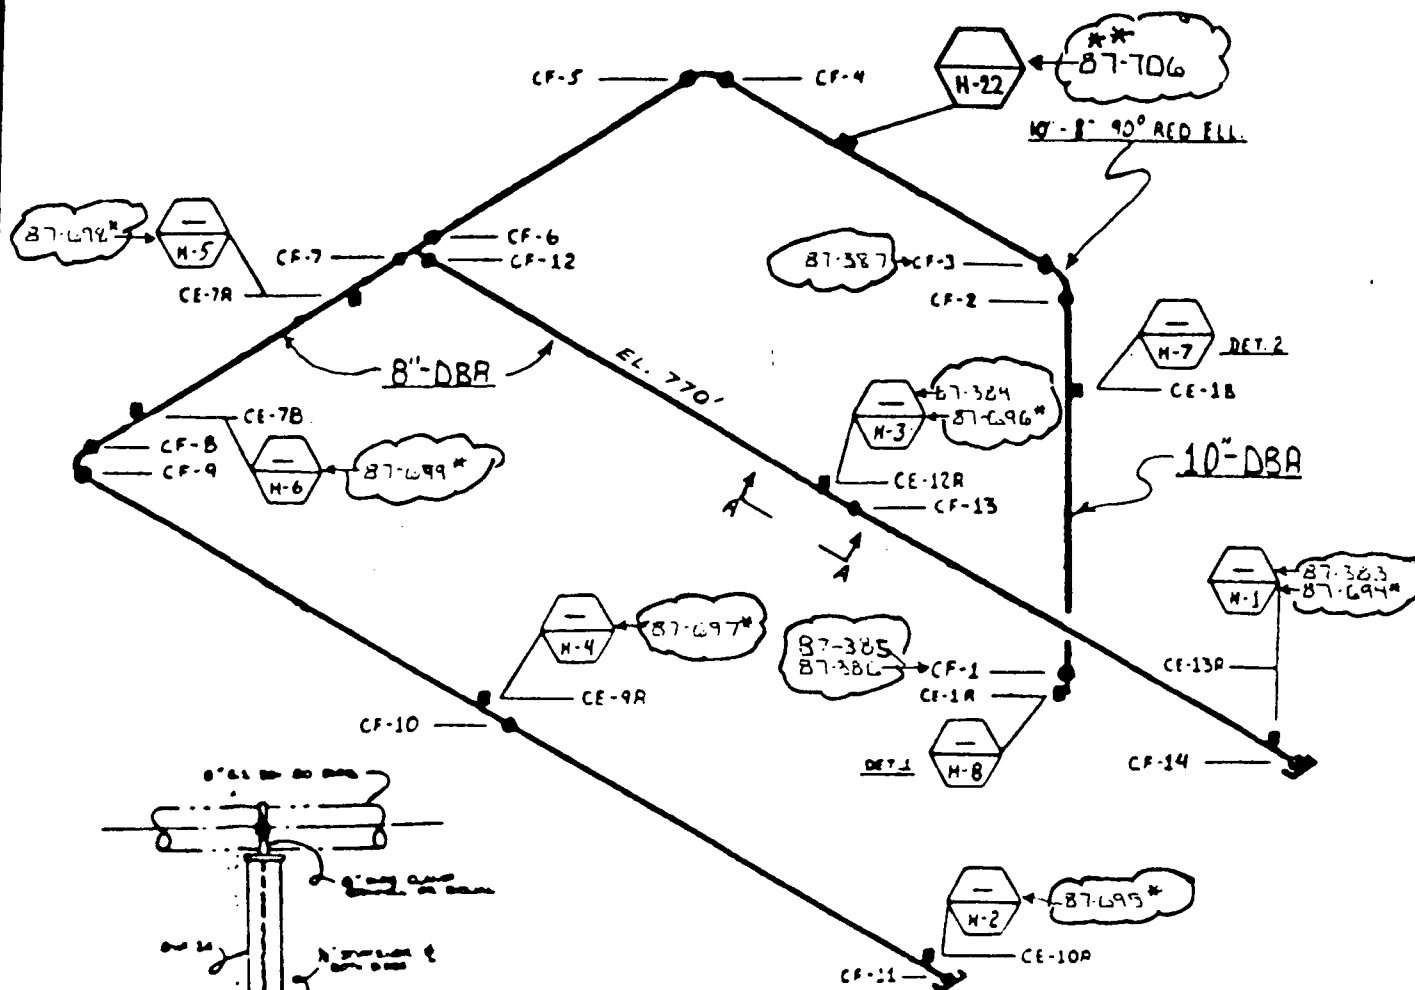 CF-5
CF-4
H-22
**
87-706
10"-8" 90° RED ELL.
87-698*
H-5
CF-7
CF-6
CF-12
CE-7A
87-387
CF-3
CF-2
H-7
DET. 2
CE-1B
8"-DBA
EL. 770'
87-384
87-696*
H-3
CE-7B
CF-8
CF-9
H-6
87-699*
CE-12A
CF-13
10"-DBA
A
A
87-383
87-694*
H-1
H-4
87-697*
87-385
87-386
CF-1
CE-13A
CE-9A
CE-1A
CF-10
DET. 1
H-8
CF-14
H-2
87-695*
CE-10A
CF-11